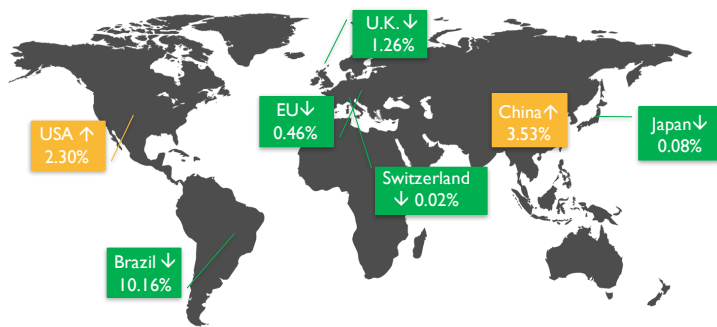 U.K. ↓
1.26%
USA ↑
2.30%
EU↓
0.46%
China↑
3.53%
Japan↓
0.08%
Switzerland
↓ 0.02%
Brazil ↓
10.16%